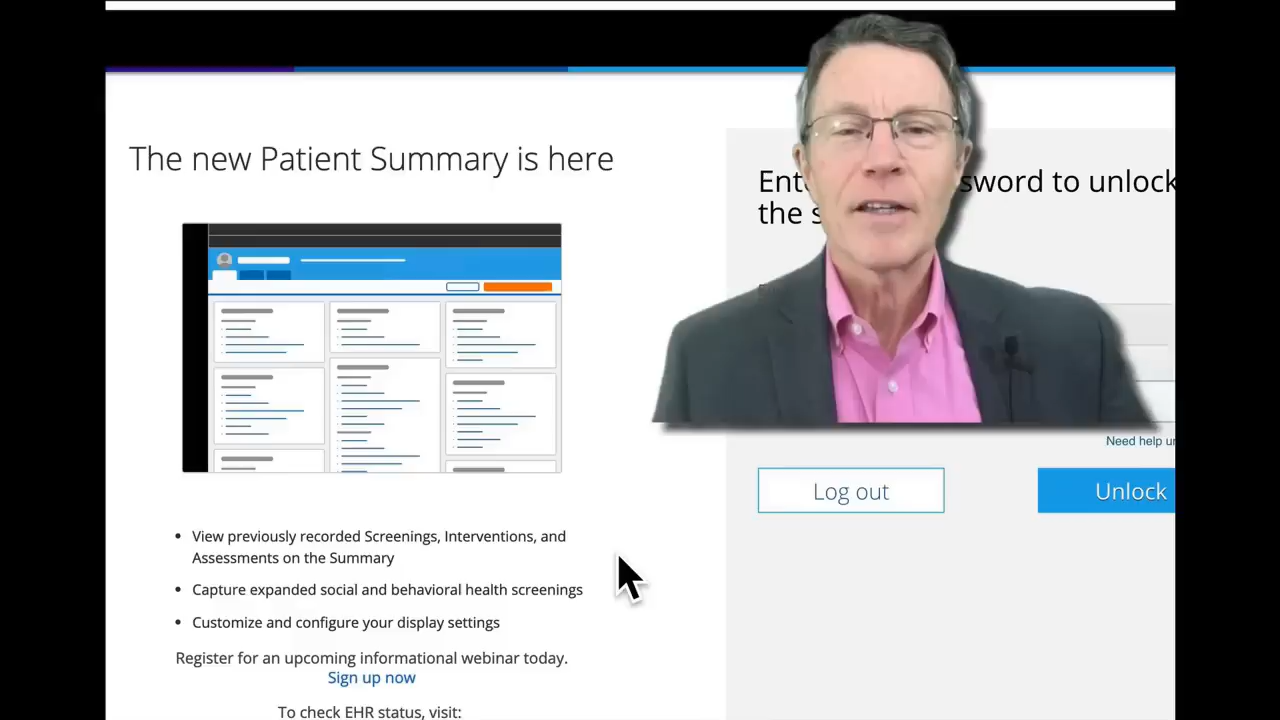 The new Patient Summary is here
sword to unlock
the s
View previously recorded Screenings, Interventions, and
Assessments on the Summary
Capture expanded social and behavioral health screenings
Customize and configure your display settings
Register for an upcoming informational webinar today.
Sign up now
To check EHR status, visit:
Need help
Log out
Unlock